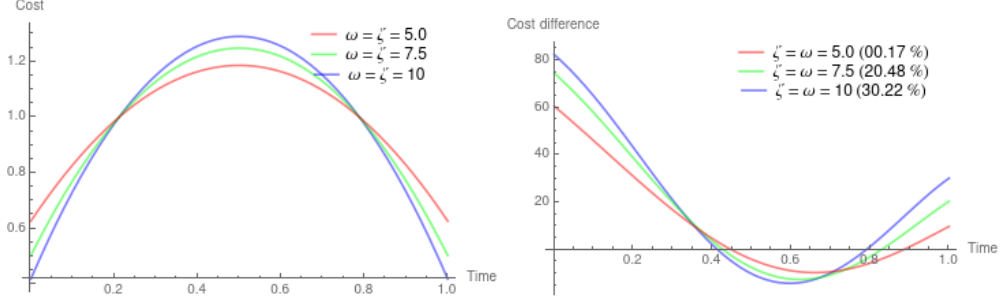 Cost
ω = ζ = 5.0
ω = ζ = 7.5
ω = ζ = 10
1.2
1.0
0.8
0.6
0.2 0.4 0.6 0.8 1.0
Time
Cost difference
ζ = ω = 5.0 (00.17 %)
ζ = ω = 7.5 (20.48 %)
ζ = ω = 10 (30.22 %)
80
60
40
20
0.2 0.4 0.6 0.8 1.0
Time